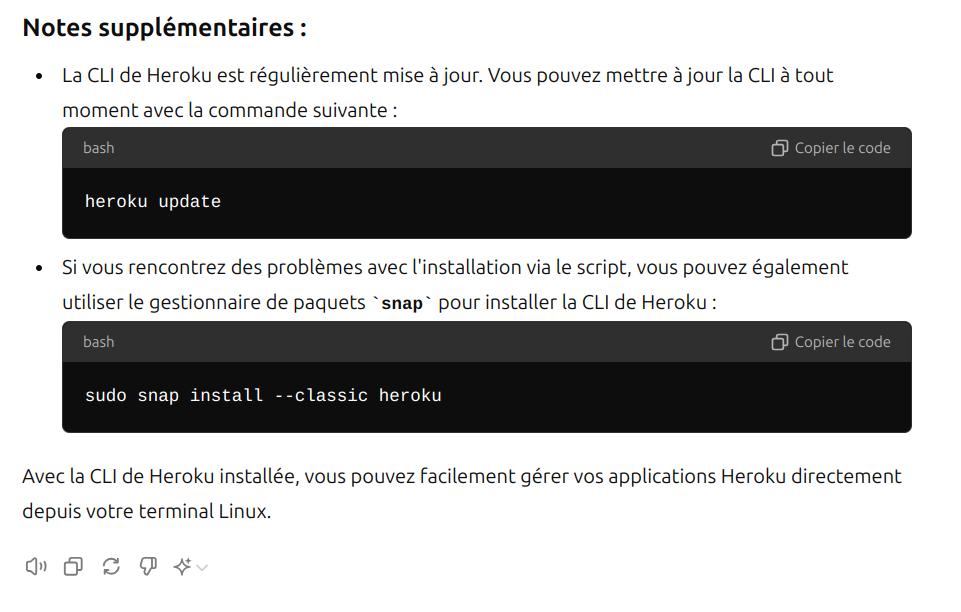 Notes supplémentaires :
La CLI de Heroku est régulièrement mise à jour. Vous pouvez mettre à jour la CLI à tout
moment avec la commande suivante :
bash
Copier le code
heroku update
Si vous rencontrez des problèmes avec l'installation via le script, vous pouvez également
utiliser le gestionnaire de paquets `snap` pour installer la CLI de Heroku :
bash
Copier le code
sudo snap install --classic heroku
Avec la CLI de Heroku installée, vous pouvez facilement gérer vos applications Heroku directement
depuis votre terminal Linux.